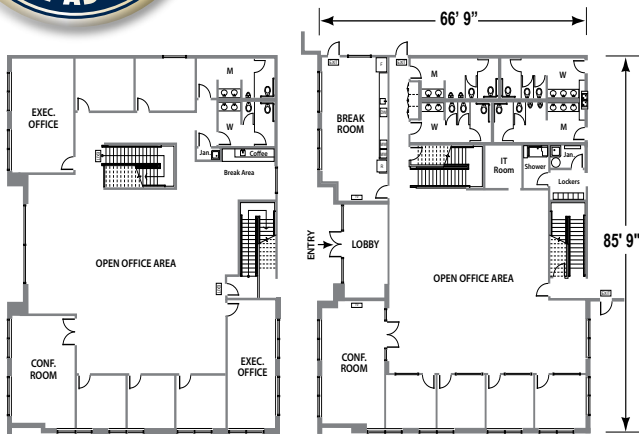 AD
EXEC.
OFFICE
M
W
Jan.
Coffee
Break Area
OPEN OFFICE AREA
CONF.
ROOM
EXEC.
OFFICE
66' 9"
BREAK
ROOM
M
W
W
M
IT
Room
Shower
Jan.
Lockers
ENTRY
LOBBY
OPEN OFFICE AREA
85' 9"
CONF.
ROOM